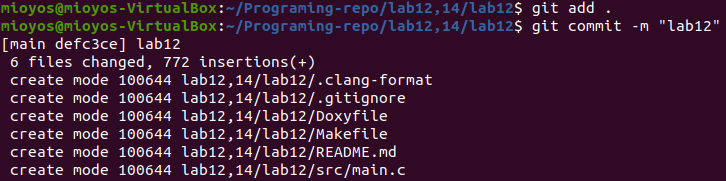 mioyos@mioyos-VirtualBox:~/Programing-repo/lab12,14/lab12$ git add .
mioyos@mioyos-VirtualBox:~/Programing-repo/lab12,14/lab12$ git commit -m "lab12"
[main defc3ce] lab12
 6 files changed, 772 insertions(+)
 create mode 100644 lab12,14/lab12/.clang-format
 create mode 100644 lab12,14/lab12/.gitignore
 create mode 100644 lab12,14/lab12/Doxyfile
 create mode 100644 lab12,14/lab12/Makefile
 create mode 100644 lab12,14/lab12/README.md
 create mode 100644 lab12,14/lab12/src/main.c